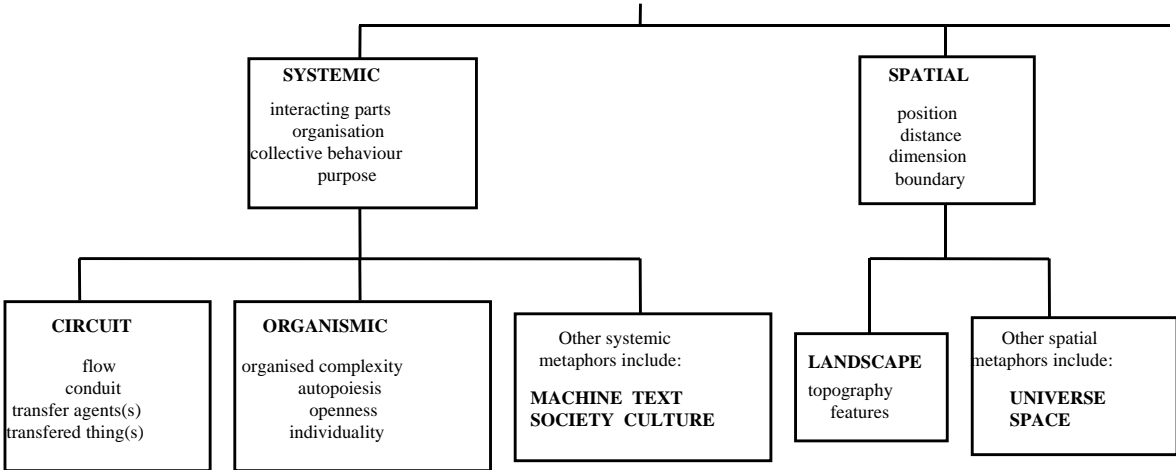 SYSTEMIC
interacting parts
organisation
collective behaviour
purpose
SPATIAL
position
distance
dimension
boundary
CIRCUIT
flow
conduit
transfer agents(s)
transfered thing(s)
ORGANISMIC
organised complexity
autopoiesis
openness
individuality
Other systemic
metaphors include:
MACHINE TEXT
SOCIETY CULTURE
LANDSCAPE
topography
features
Other spatial
metaphors include:
UNIVERSE
SPACE